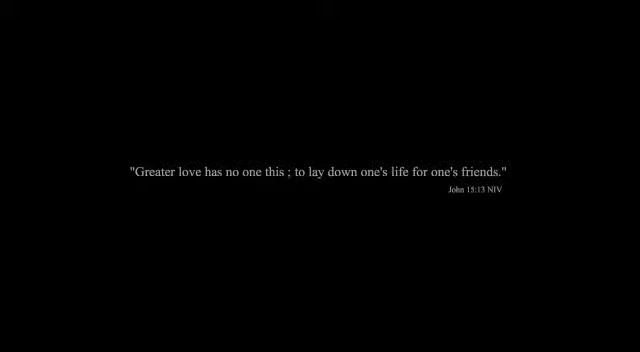 "Greater love has no one this ; to lay down one's life for one's friends."
John 15:13 NIV